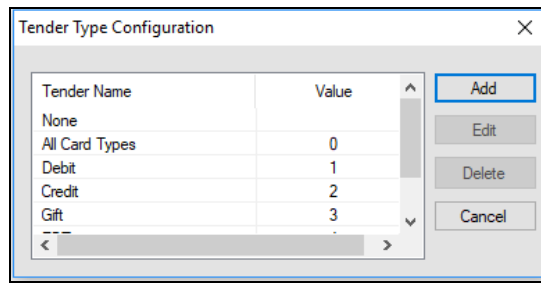 Tender Type Configuration
Tender Name Value
None
All Card Types 0
Debit 1
Credit 2
Gift 3
Add
Edit
Delete
Cancel